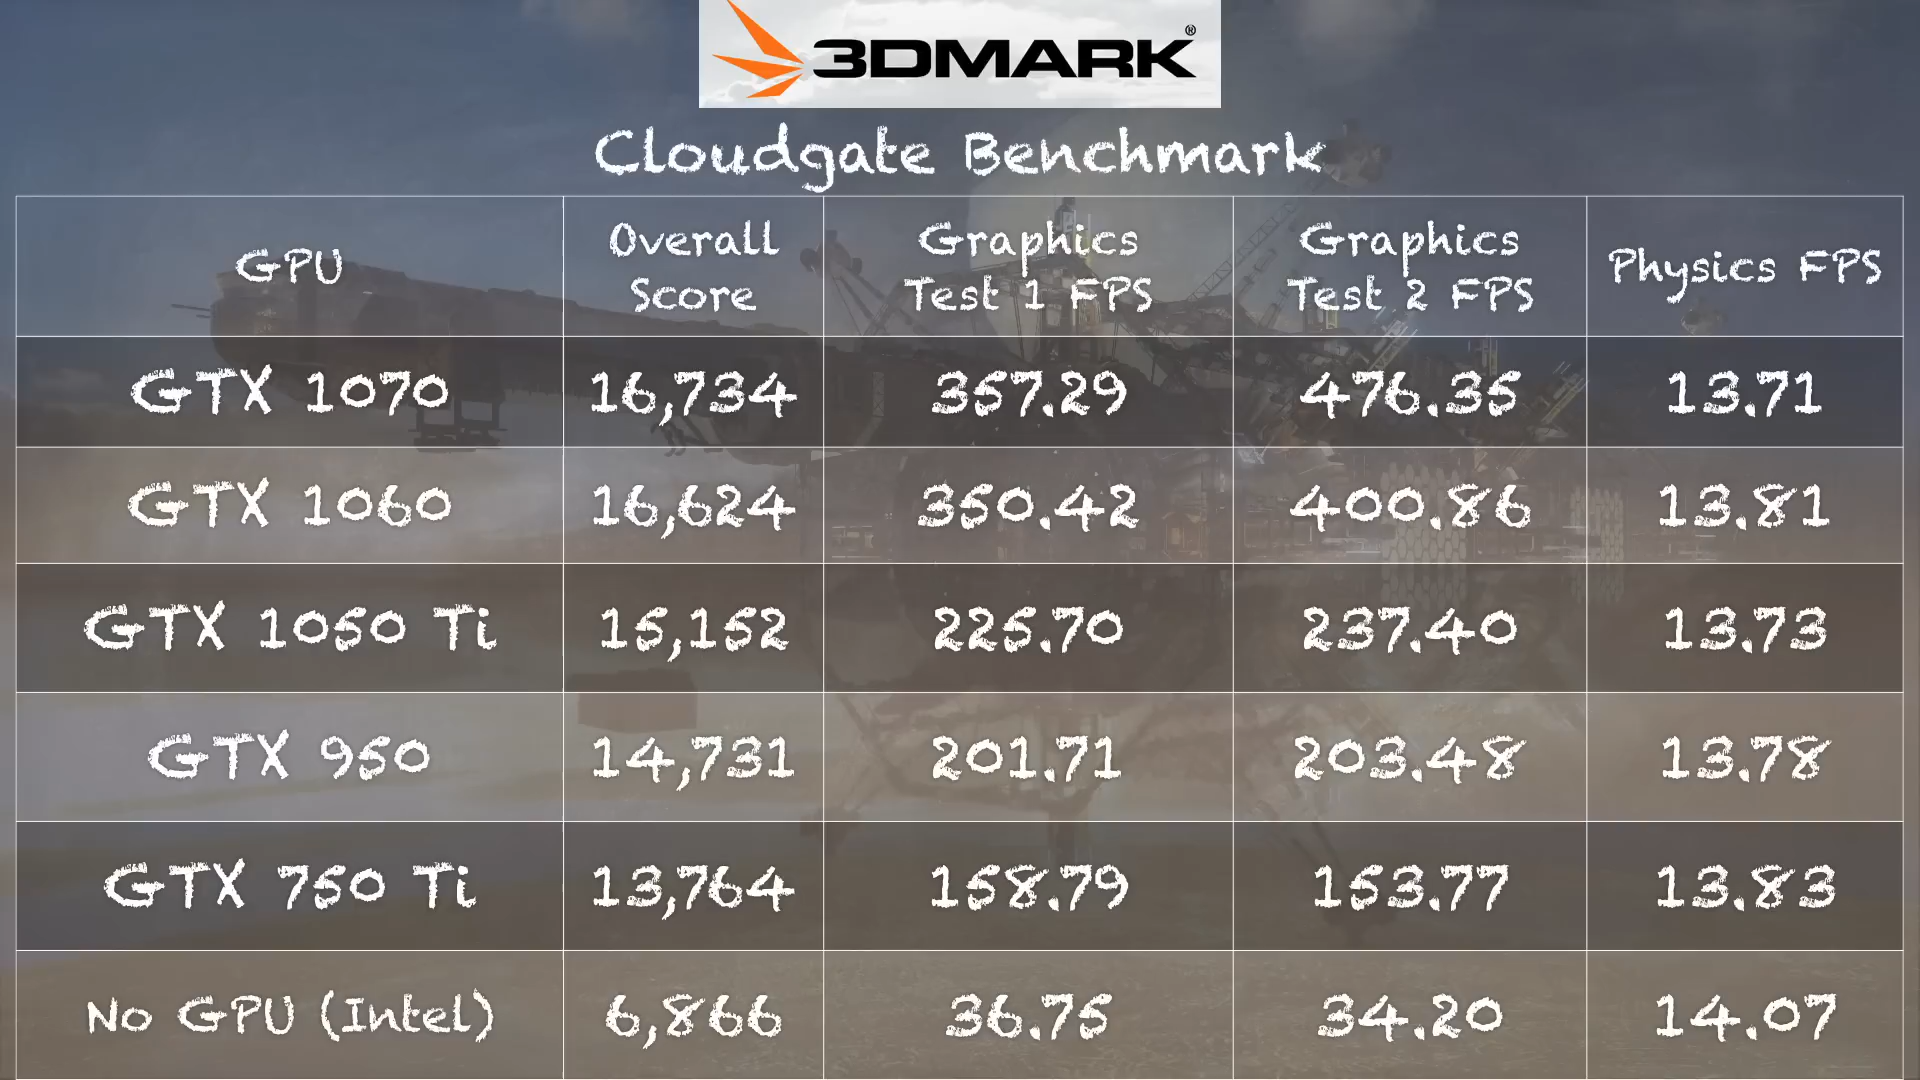 3DMARK®
Cloudgate Benchmark
GPU
Overall
Score
Graphics
Test 1 FPS
Graphics
Test 2 FPS
Physics FPS
GTX 1070 16,734 357.29 476.35 13.71
GTX 1060 16,624 350.42 400.86 13.81
GTX 1050 Ti 15,152 225.70 237.40 13.73
GTX 950 14,731 201.71 203.48 13.78
GTX 750 Ti 13,764 158.79 153.77 13.83
No GPU (Intel) 6,866 36.75 34.20 14.07